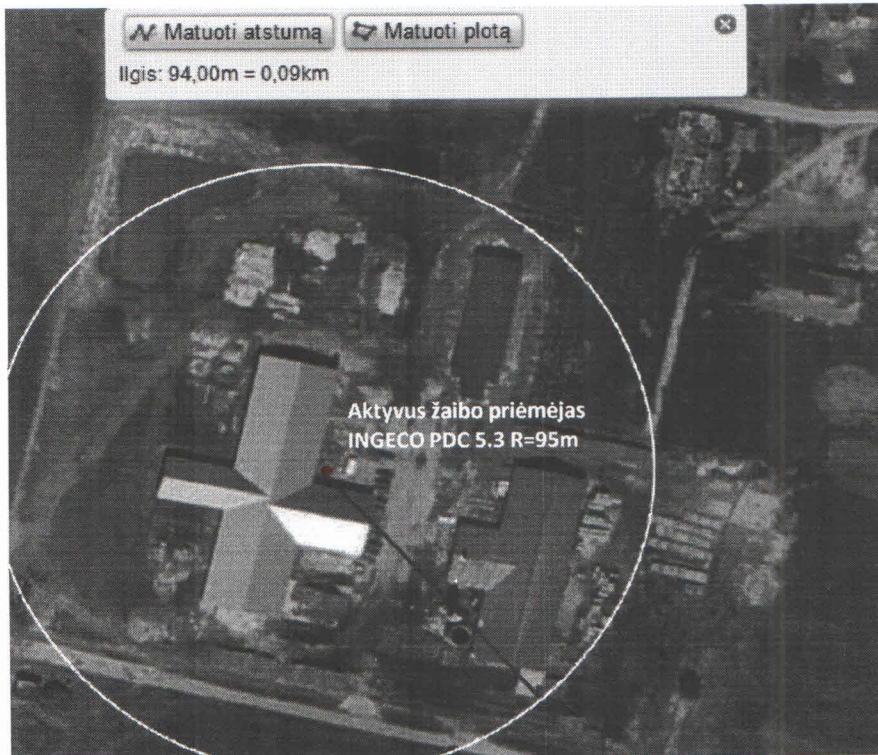 Matuoti atstumą
Matuoti plotą
Ilgis: 94,00m = 0,09km
Aktyvus žaibo priėmėjas
INGECO PDC 5.3 R=95m